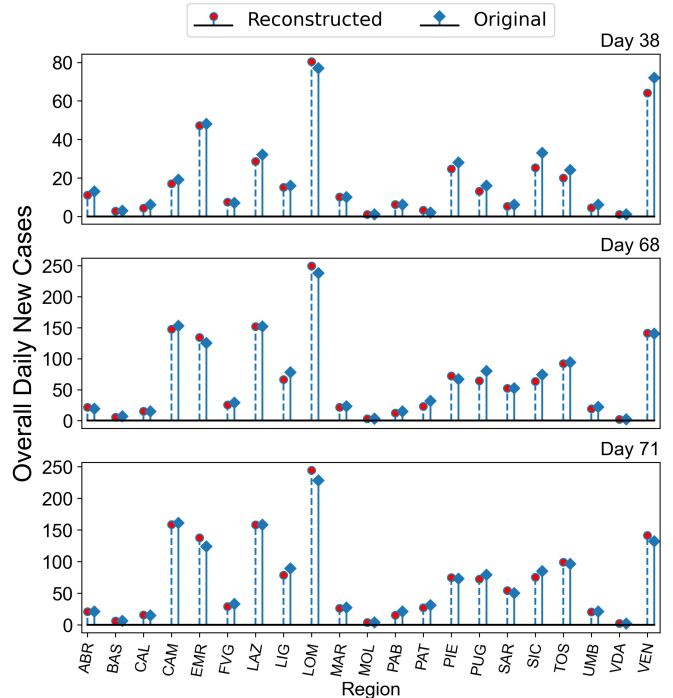 Reconstructed Original
Day 38
80
60
40
20
0
Day 68
250
200
150
100
50
0
Day 71
250
200
150
100
50
0
Overall Daily New Cases
ABR BAS CAL CAM EMR FVG LAZ LIG LOM MAR MOL PAB PAT PIE PUG SAR SIC TOS UMB VDA VEN
Region